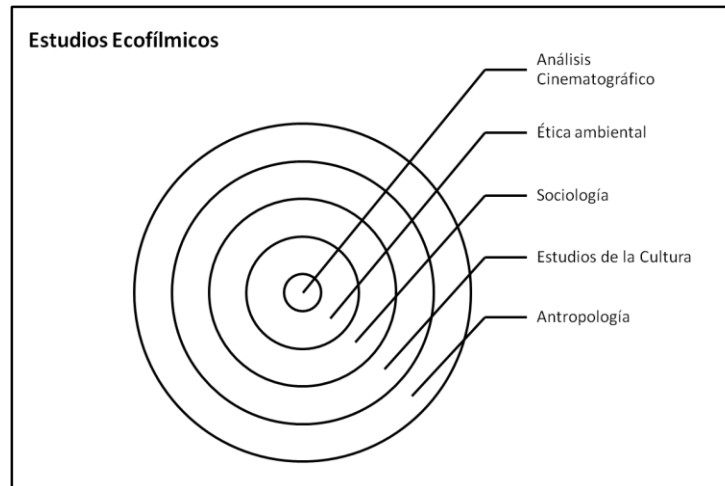 Estudios Ecofílmicos
Análisis
Cinematográfico
Ética ambiental
Sociología
Estudios de la Cultura
Antropología